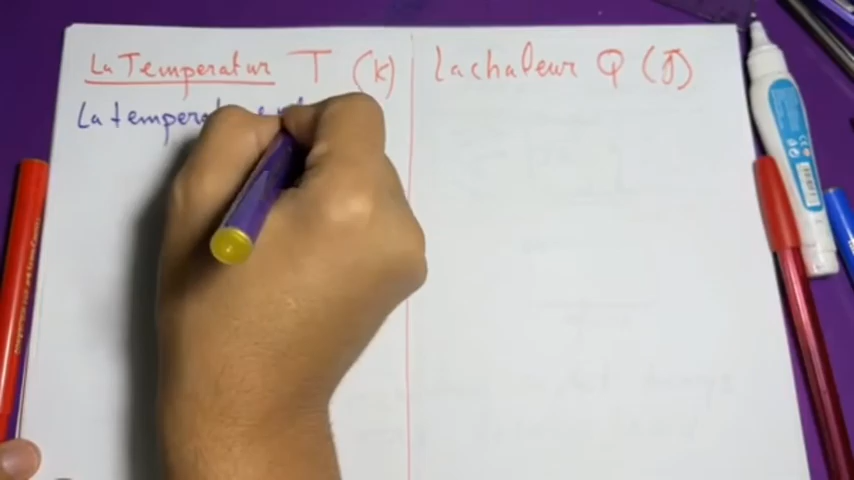 La Temperatur T (K)
La chaleur Q (J)
La tempera